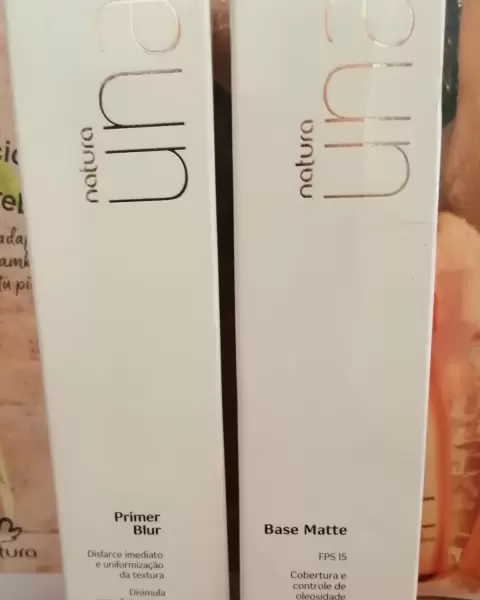 natura
una
natura
una
Primer
Blur
Disfarce imediato
e uniformização
da textura
Disimula
Base Matte
FPS 15
Cobertura e
controle de
oleosidade